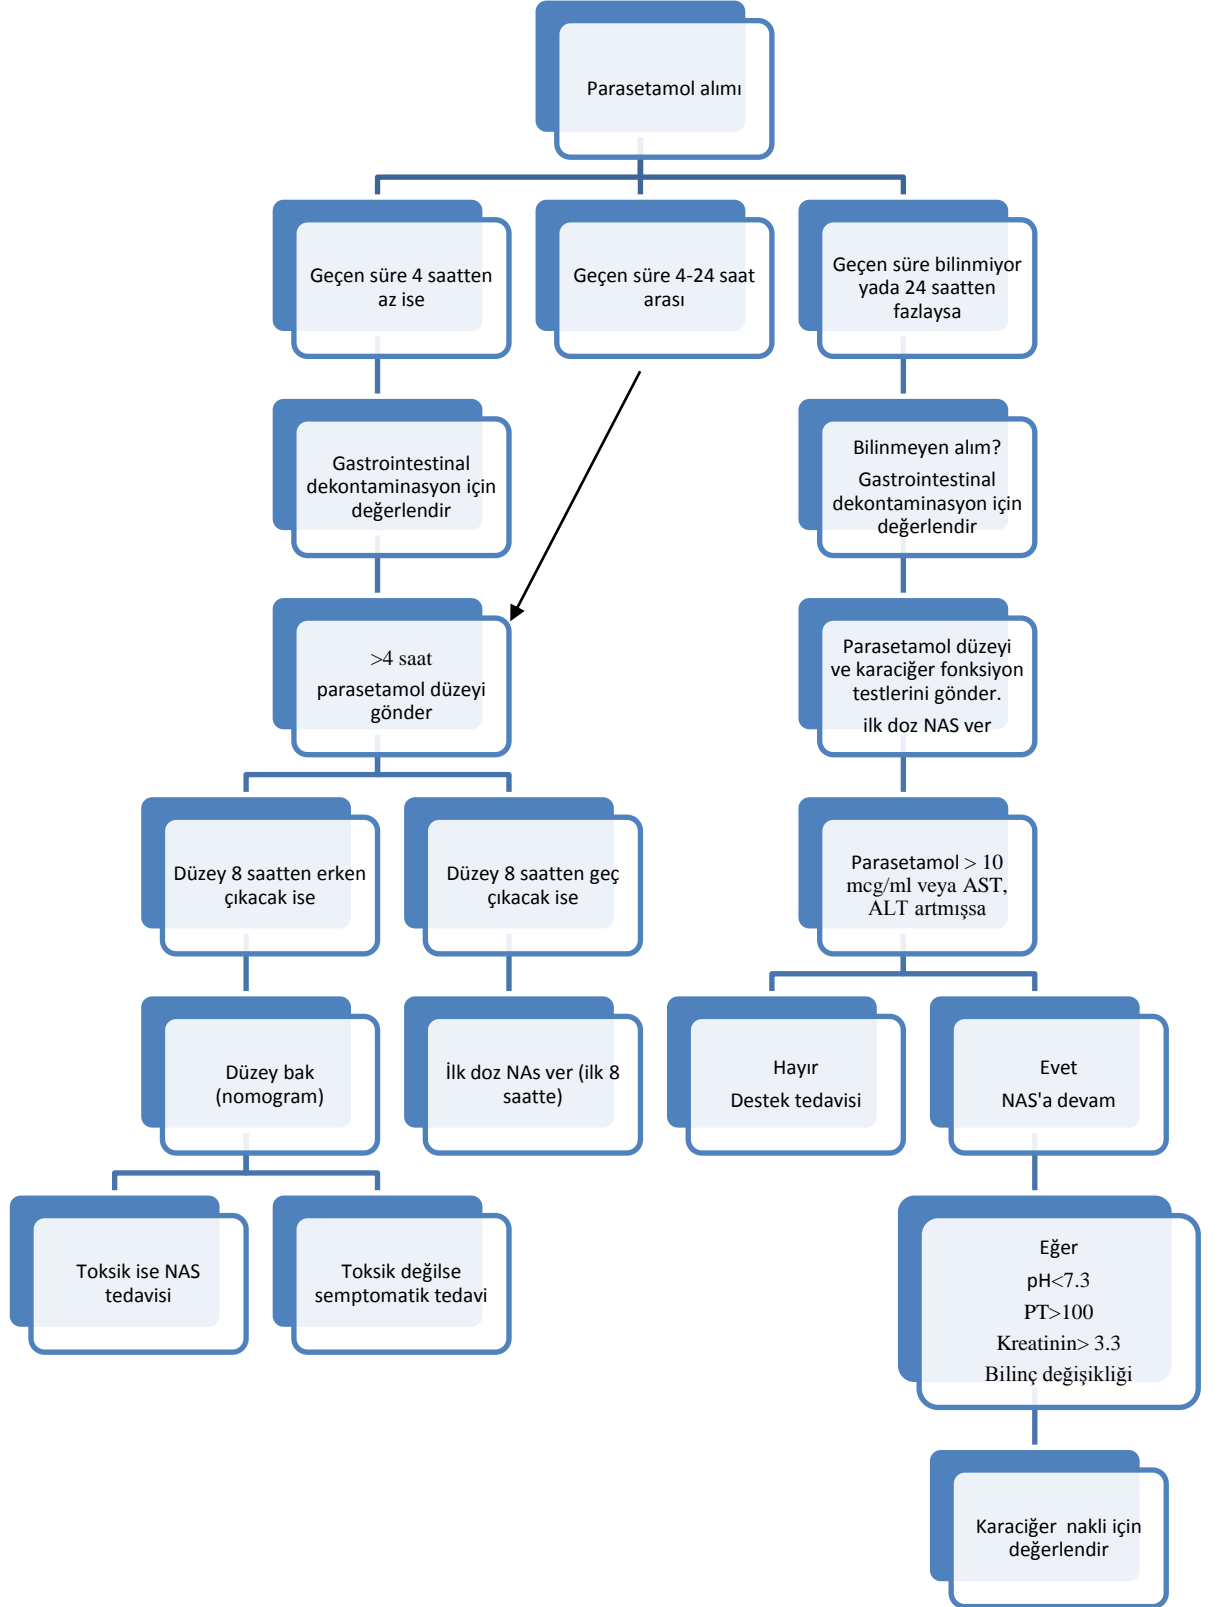 Parasetamol alımı
Geçen süre 4 saatten
az ise
Geçen süre 4-24 saat
arası
Geçen süre bilinmiyor
yada 24 saatten
fazlaysa
Gastrointestinal
dekontaminasyon için
değerlendir
Bilinmeyen alım?
Gastrointestinal
dekontaminasyon için
değerlendir
>4 saat
parasetamol düzeyi
gönder
Parasetamol düzeyi
ve karaciğer fonksiyon
testlerini gönder.
ilk doz NAS ver
Düzey 8 saatten erken
çıkacak ise
Düzey 8 saatten geç
çıkacak ise
Parasetamol > 10
mcg/ml veya AST,
ALT artmışsa
Düzey bak
(nomogram)
İlk doz NAs ver (ilk 8
saatte)
Hayır
Destek tedavisi
Evet
NAS'a devam
Toksik ise NAS
tedavisi
Toksik değilse
semptomatik tedavi
Eğer
pH<7.3
PT>100
Kreatinin> 3.3
Bilinç değişikliği
Karaciğer  nakli için
değerlendir